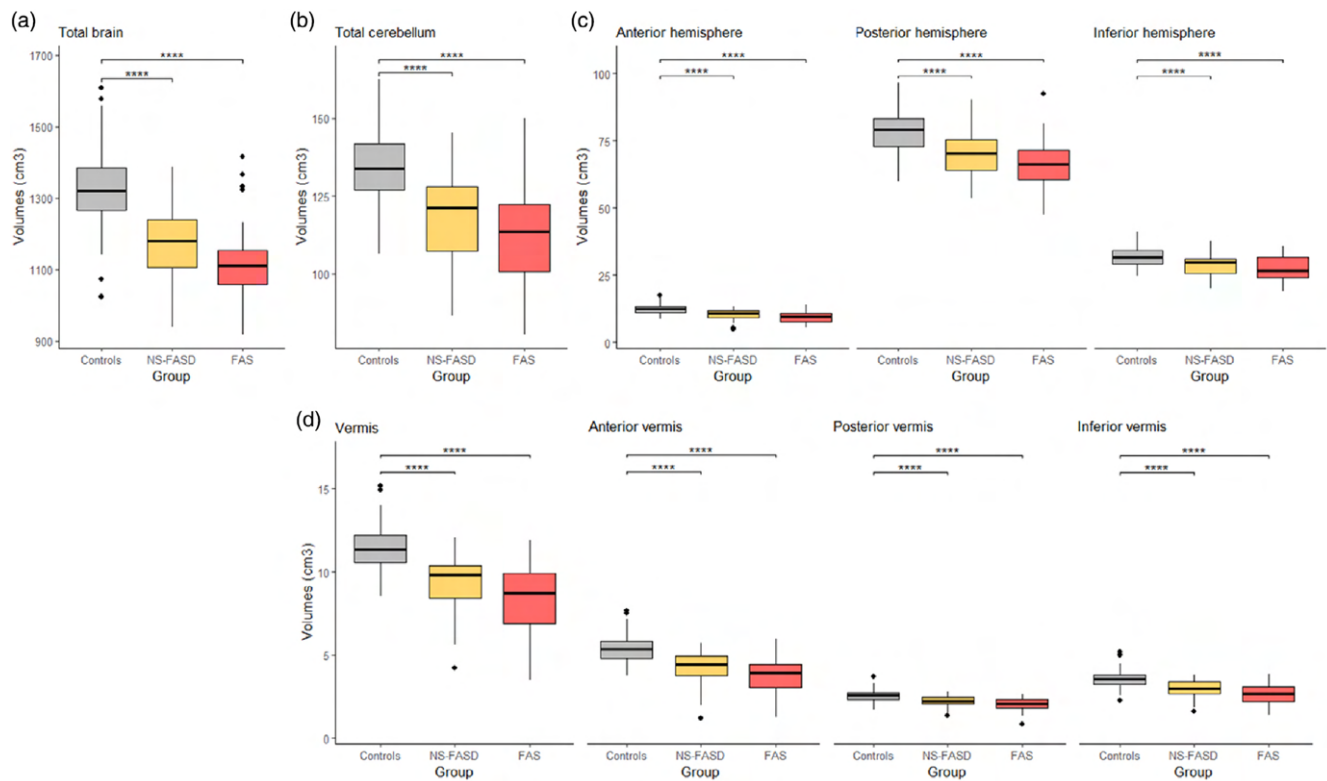 (a)
Total brain
****
****
Volumes (cm3)
1700
1500
1300
1100
900
Controls
NS-FASD
FAS
Group
(b)
Total cerebellum
****
****
Volumes (cm3)
150
125
100
Controls
NS-FASD
FAS
Group
(c)
Anterior hemisphere
Posterior hemisphere
Inferior hemisphere
****
****
****
****
****
****
Volumes (cm3)
100
75
50
25
0
Controls
NS-FASD
FAS
Controls
NS-FASD
FAS
Controls
NS-FASD
FAS
Group
Group
Group
(d)
Vermis
Anterior vermis
Posterior vermis
Inferior vermis
****
****
****
****
****
****
****
****
Volumes (cm3)
15
10
5
0
Volumes (cm3)
Controls
NS-FASD
FAS
Controls
NS-FASD
FAS
Controls
NS-FASD
FAS
Controls
NS-FASD
FAS
Group
Group
Group
Group